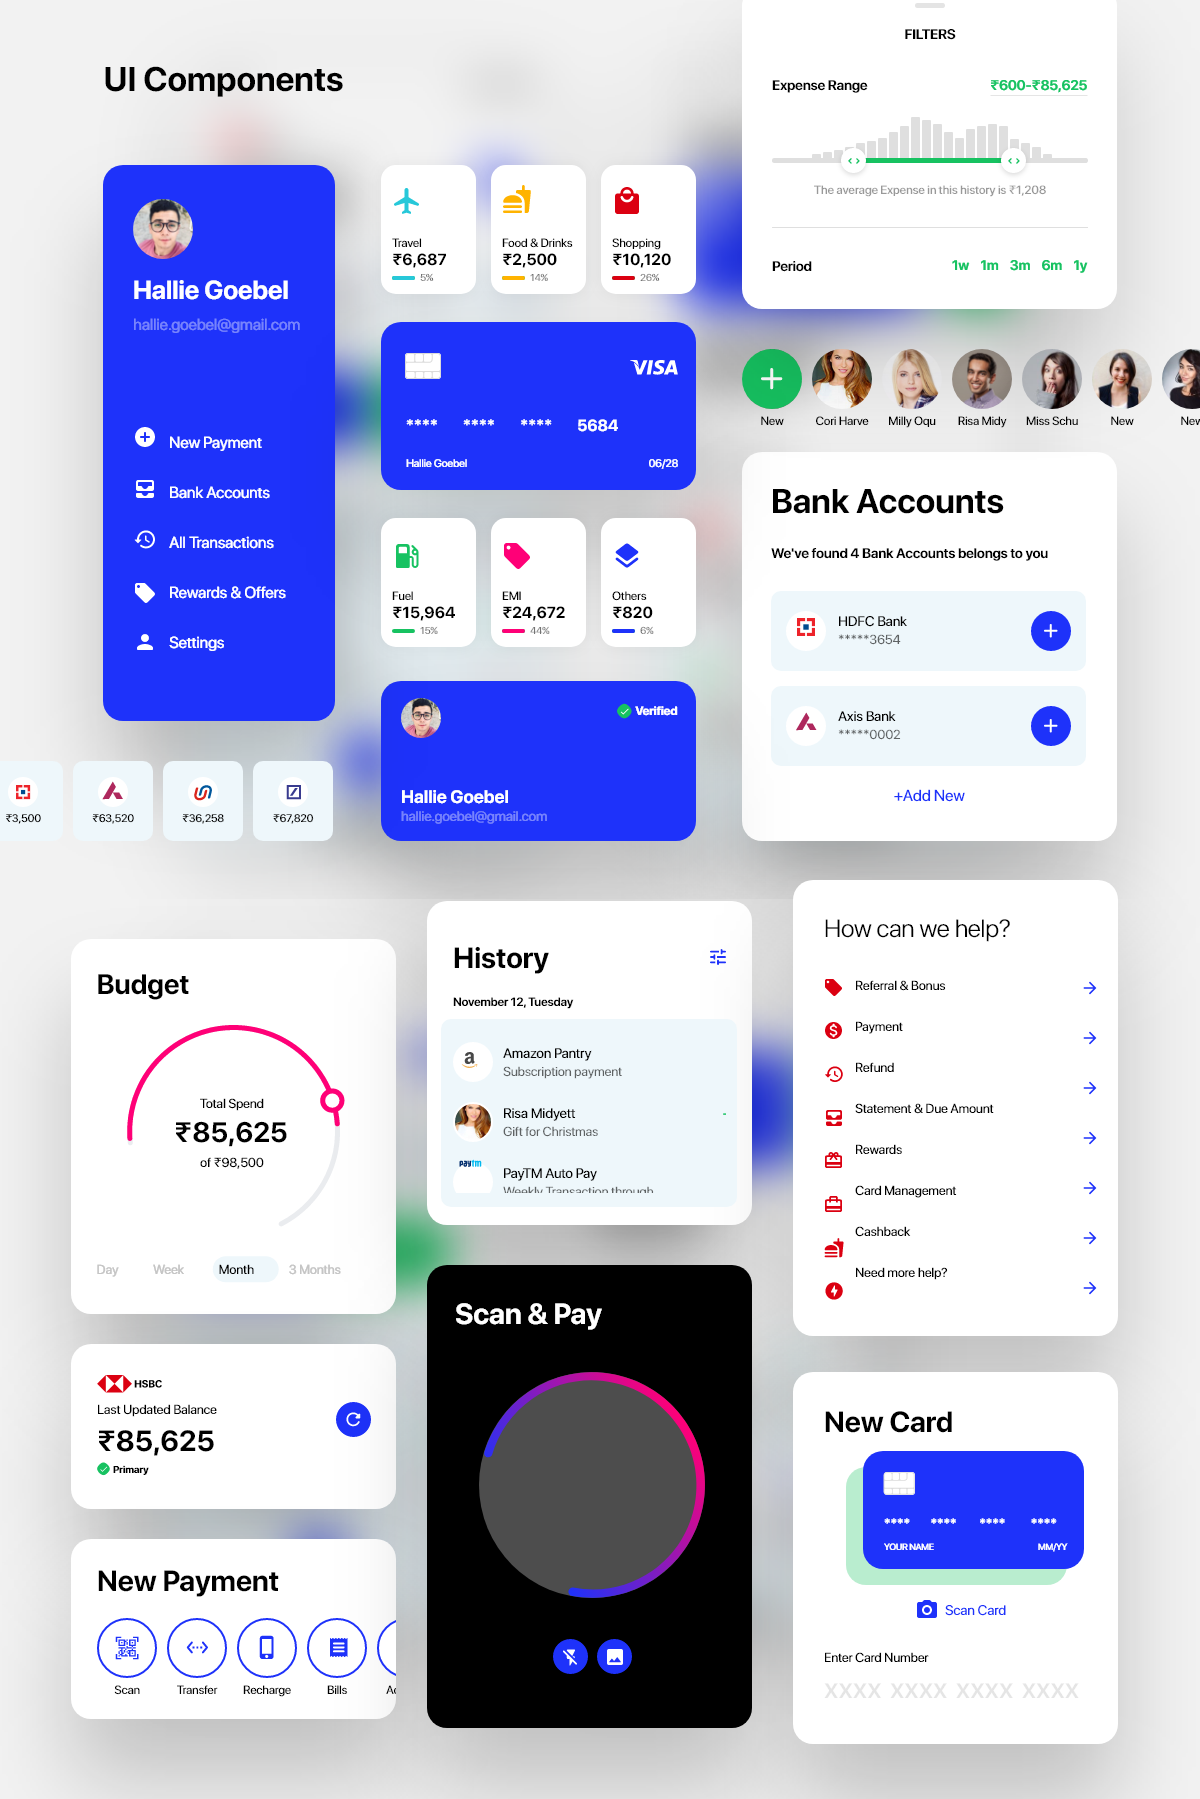 UI Components
Hallie Goebel
hallie.goebel@gmail.com
New Payment
Bank Accounts
All Transactions
Rewards & Offers
Settings
Travel
₹6,687
5%
Food & Drinks
₹2,500
14%
Shopping
₹10,120
26%
VISA
**** **** **** 5684
Hallie Goebel 06/28
Fuel
₹15,964
15%
EMI
₹24,672
44%
Others
₹820
6%
Verified
Hallie Goebel
hallie.goebel@gmail.com
FILTERS
Expense Range ₹600-₹85,625
The average Expense in this history is ₹1,208
Period 1w 1m 3m 6m 1y
New Cori Harve Milly Oqu Risa Midy Miss Schu New New
Bank Accounts
We've found 4 Bank Accounts belongs to you
HDFC Bank
*****3654
Axis Bank
*****0002
+Add New
₹3,500 ₹63,520 ₹36,258 ₹67,820
Budget
Total Spend
₹85,625
of ₹98,500
Day Week Month 3 Months
HSBC
Last Updated Balance
₹85,625
Primary
New Payment
Scan Transfer Recharge Bills
History
November 12, Tuesday
a
Amazon Pantry
Subscription payment
Risa Midyett -
Gift for Christmas
paytm
PayTM Auto Pay
Weekly Transaction through
Scan & Pay
How can we help?
Referral & Bonus
Payment
Refund
Statement & Due Amount
Rewards
Card Management
Cashback
Need more help?
New Card
**** **** **** ****
YOUR NAME MM/YY
Scan Card
Enter Card Number
XXXX XXXX XXXX XXXX